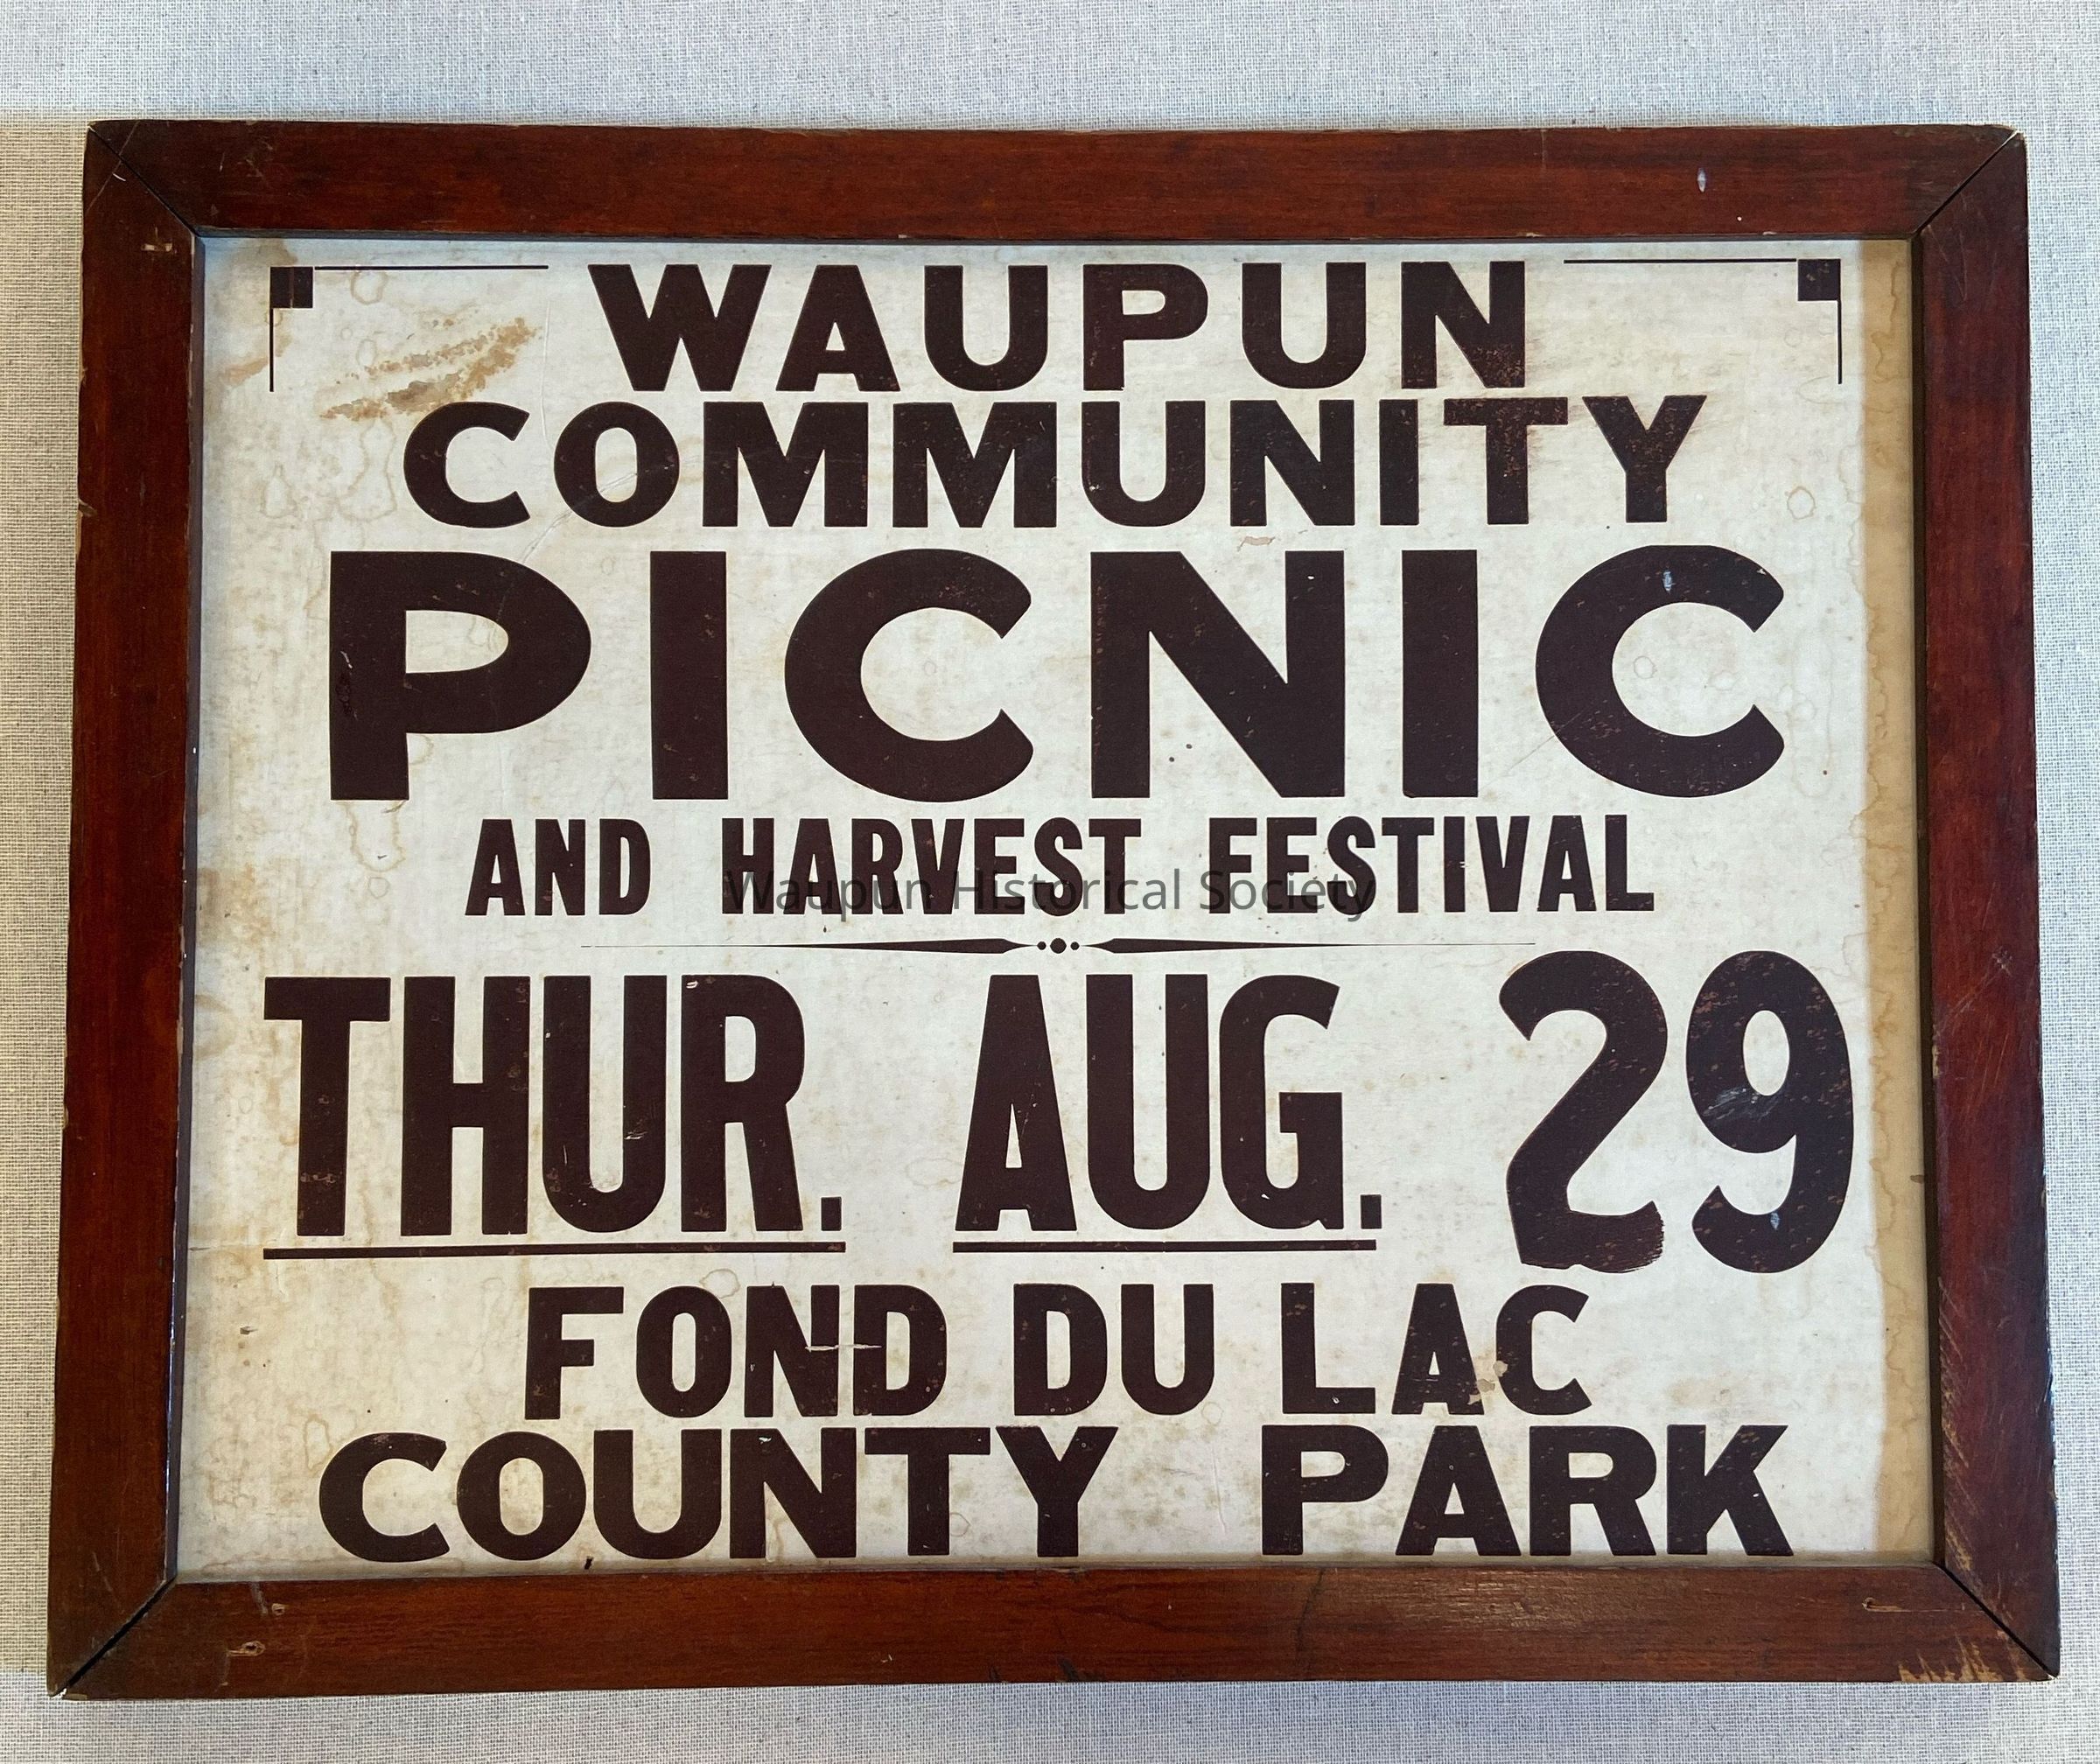 WAUPUN
COMMUNITY
PICNIC
AND HARVEST FESTIVAL
Waupun Historical Society
THUR. AUG. 29
FOND DU LAC
COUNTY PARK